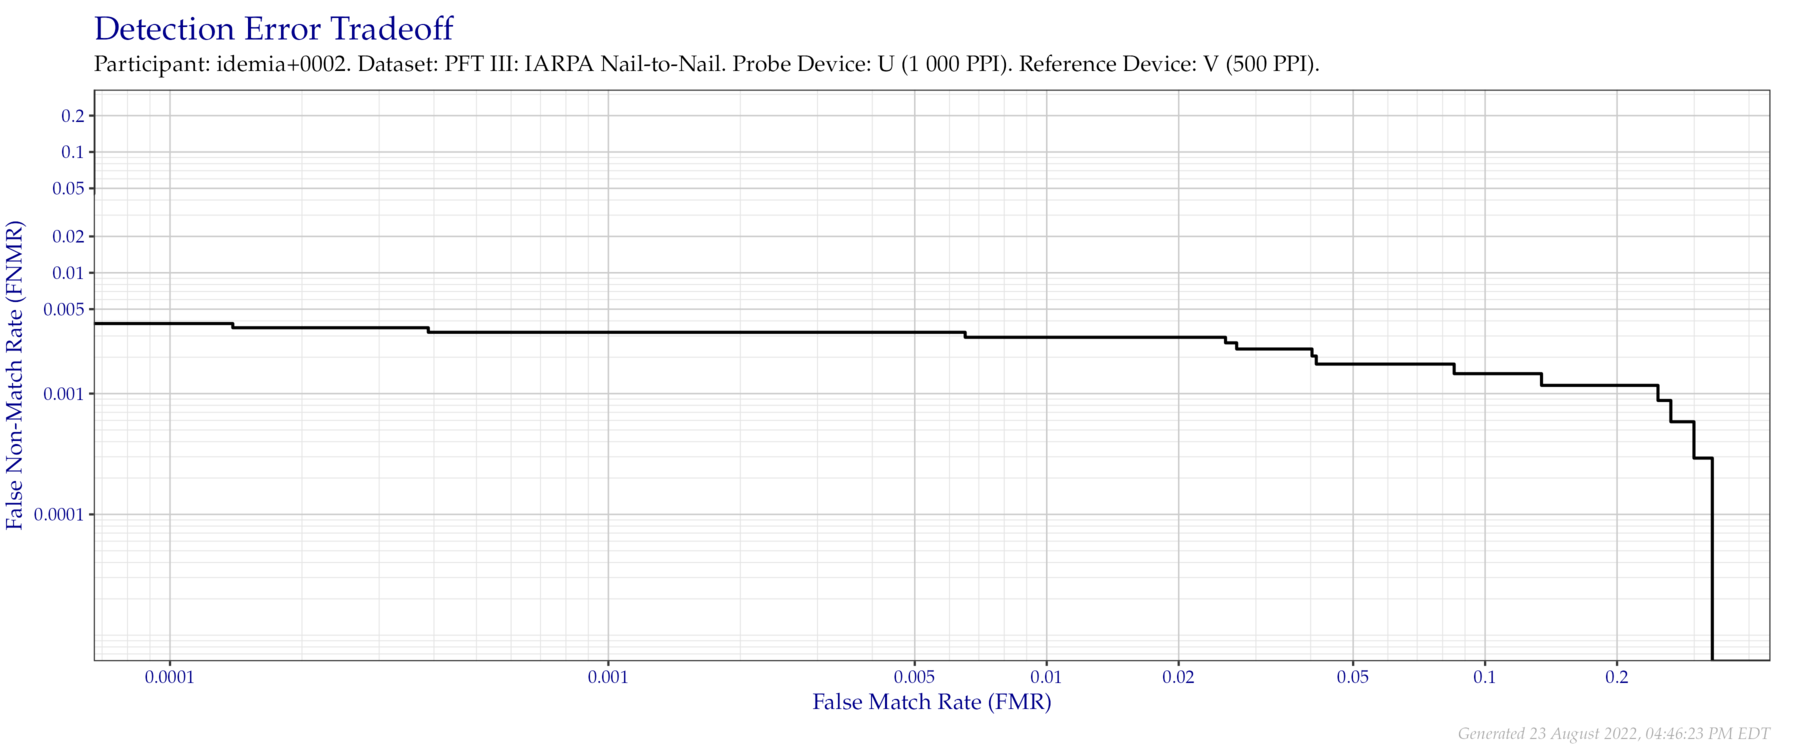 Detection Error Tradeoff
Participant: idemia+0002. Dataset: PFT III: IARPA Nail-to-Nail. Probe Device: U (1 000 PPI). Reference Device: V (500 PPI).
False Non-Match Rate (FNMR)
0.2
0.1
0.05
0.02
0.01
0.005
0.001
0.0001
0.0001 0.001 0.005 0.01 0.02 0.05 0.1 0.2
False Match Rate (FMR)
Generated 23 August 2022, 04:46:23 PM EDT